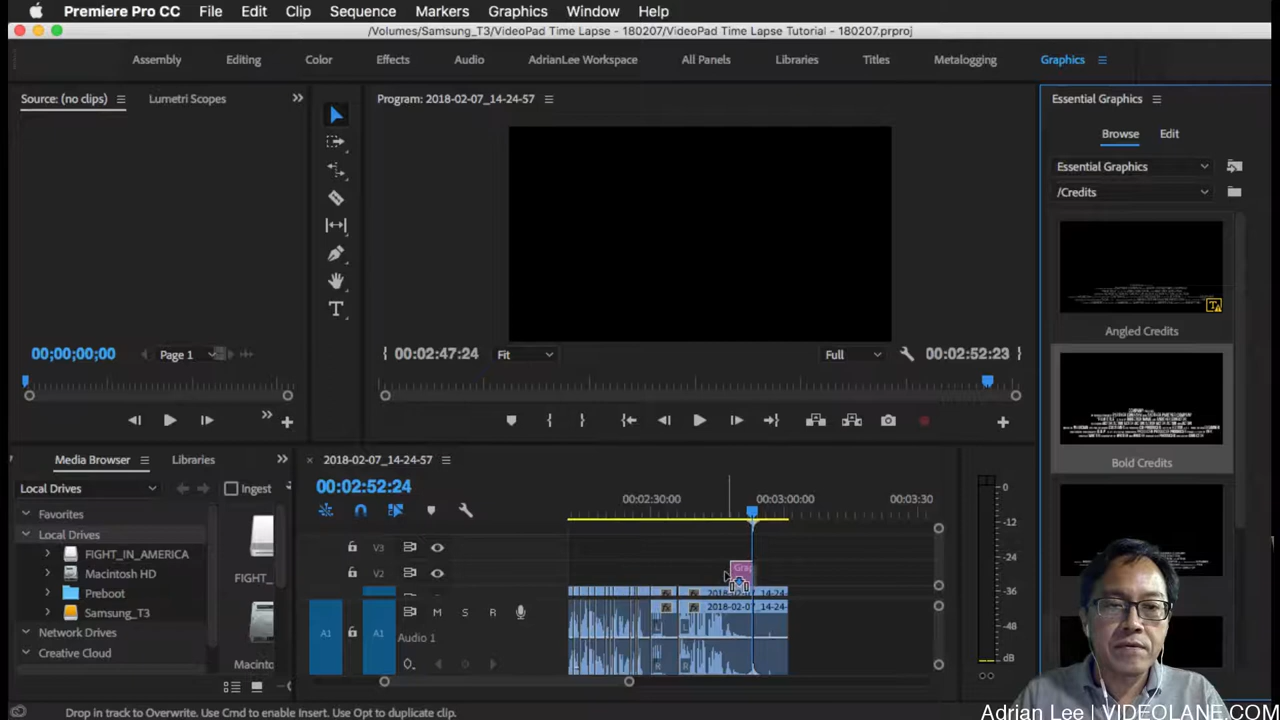 Premiere Pro CC File Edit Clip Sequence Markers Graphics Window Help
/Volumes/Samsung_T3/VideoPad Time Lapse - 180207/VideoPad Time Lapse Tutorial - 180207.prproj
Assembly Editing Color Effects Audio AdrianLee Workspace All Panels Libraries Titles Metalogging Graphics
Source: (no clips) Lumetri Scopes
Program: 2018-02-07_14-24-57
Essential Graphics
Browse Edit
Essential Graphics
/Credits
Angled Credits
Bold Credits
00;00;00;00 Page 1
00:02:47:24 Fit Full 00:02:52:23
Media Browser Libraries
Local Drives Ingest
Favorites
Local Drives
FIGHT_IN_AMERICA
Macintosh HD
Preboot
Samsung_T3
Network Drives
Creative Cloud
FIGHT_
Macinto
2018-02-07_14-24-57
00:02:52:24
00:02:30:00 00:03:00:00 00:03:30
V3
V2
Grap
2018-02-07_14-24-
2018-02-07_14-24-
A1 A1 M S R
Audio 1
0
-12
-24
-36
-48
dB
Drop in track to Overwrite. Use Cmd to enable Insert. Use Opt to duplicate clip.
Adrian Lee | VIDEOLANE.COM